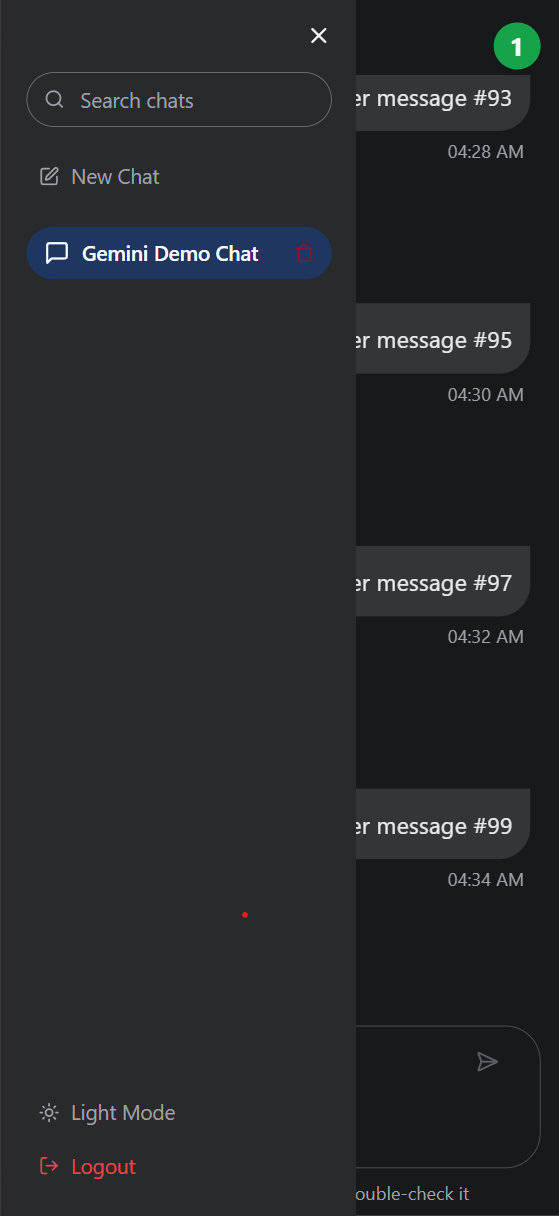 1
Search chats
New Chat
Gemini Demo Chat
er message #93
04:28 AM
er message #95
04:30 AM
er message #97
04:32 AM
er message #99
04:34 AM
Light Mode
Logout
ouble-check it